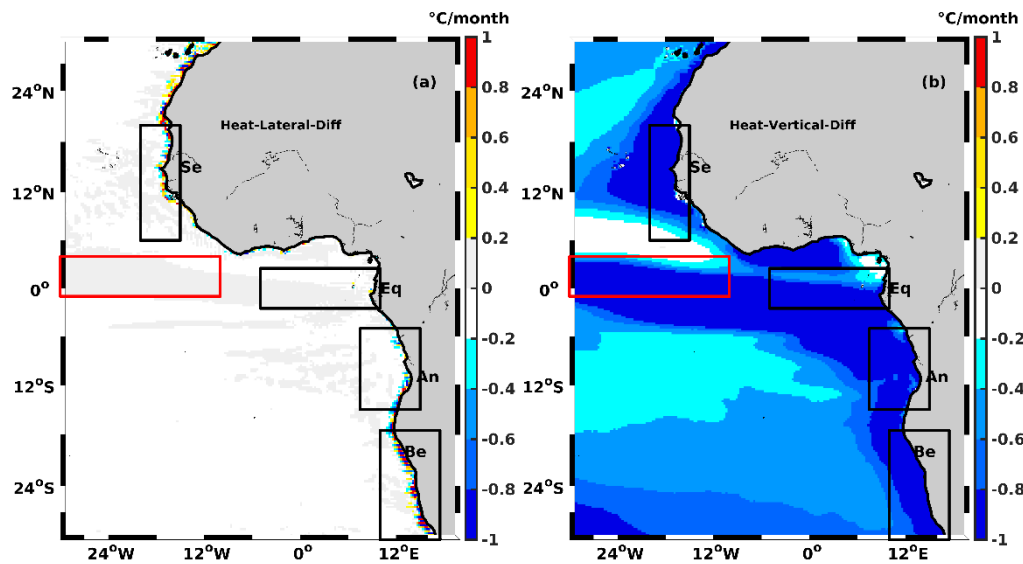 °C/month
1
0.8
0.6
0.4
0.2
0
-0.2
-0.4
-0.6
-0.8
-1
24°N
12°N
0°
12°S
24°S
24°W
12°W
0°
12°E
(a)
Heat-Lateral-Diff
Se
Eq
An
Be
°C/month
1
0.8
0.6
0.4
0.2
0
-0.2
-0.4
-0.6
-0.8
-1
24°N
12°N
0°
12°S
24°S
24°W
12°W
0°
12°E
(b)
Heat-Vertical-Diff
Se
Eq
An
Be